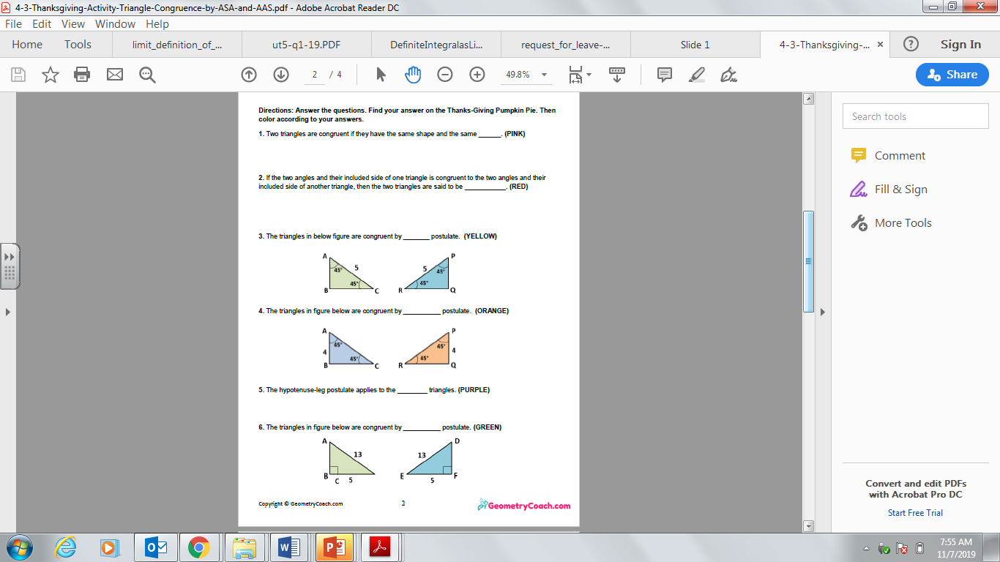 4-3-Thanksgiving-Activity-Triangle-Congruence-by-ASA-and-AAS.pdf - Adobe Acrobat Reader DC
File Edit View Window Help
Home Tools limit_definition_of_... ut5-q1-19.PDF DefiniteIntegralasLi... request_for_leave-... Slide 1 4-3-Thanksgiving-... × ? Sign In
2 / 4 49.8% Share
Directions: Answer the questions. Find your answer on the Thanks-Giving Pumpkin Pie. Then
color according to your answers.
1. Two triangles are congruent if they have the same shape and the same ______. (PINK)
2. If the two angles and their included side of one triangle is congruent to the two angles and their
included side of another triangle, then the two triangles are said to be ___________. (RED)
3. The triangles in below figure are congruent by _______ postulate. (YELLOW)
A P
45° 5 5 45°
45° 45°
B C R Q
4. The triangles in figure below are congruent by __________ postulate. (ORANGE)
A P
45° 45°
4 4
45° 45°
B C R Q
5. The hypotenuse-leg postulate applies to the ________ triangles. (PURPLE)
6. The triangles in figure below are congruent by __________ postulate. (GREEN)
A D
13 13
B E F
C 5 5
Copyright © GeometryCoach.com 2 GeometryCoach.com
Search tools
Comment
Fill & Sign
More Tools
Convert and edit PDFs
with Acrobat Pro DC
Start Free Trial
7:55 AM
11/7/2019